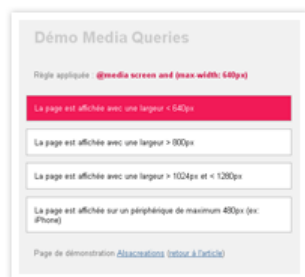 Démo Media Queries
Règle appliquée : @media screen and (max-width: 640px)
La page est affichée avec une largeur < 640px
La page est affichée avec une largeur > 800px
La page est affichée avec une largeur > 1024px et < 1280px
La page est affichée sur un périphérique de maximum 480px (ex:
iPhone)
Page de démonstration Alsacreations (retour à l'article)